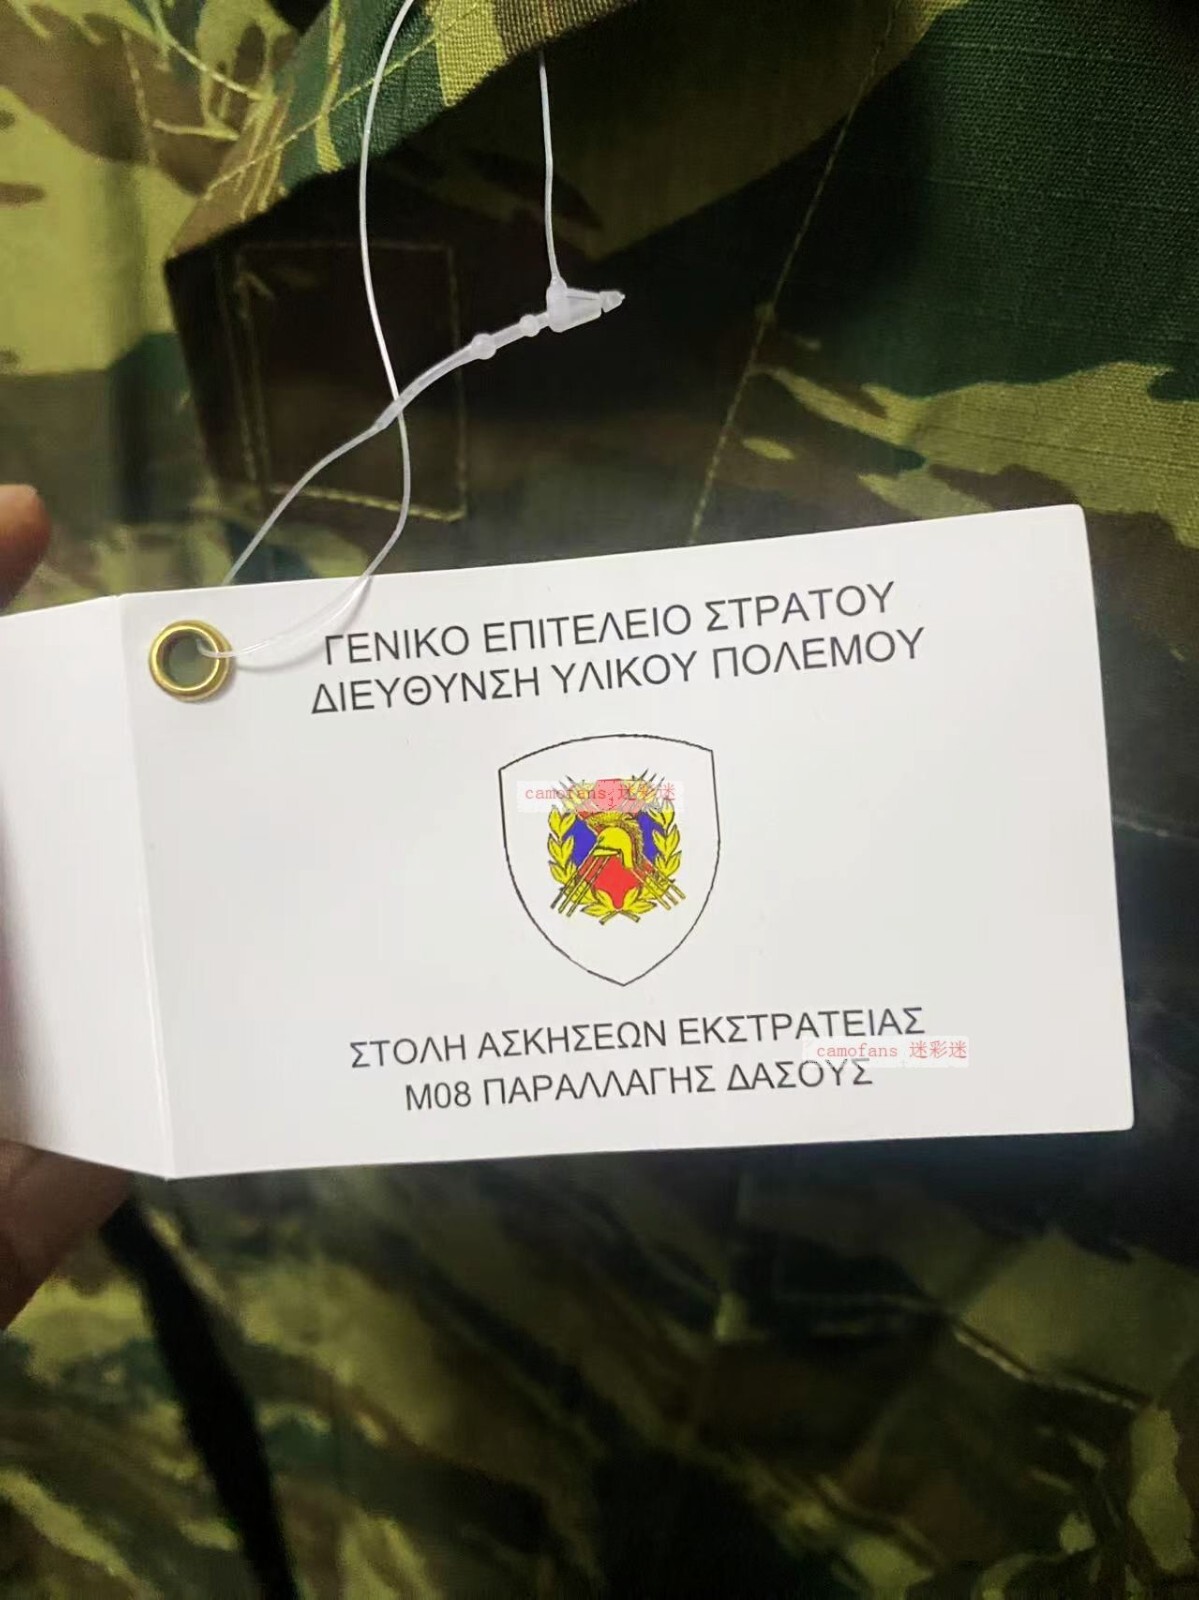 ΓΕΝΙΚΟ ΕΠΙΤΕΛΕΙΟ ΣΤΡΑΤΟΥ
ΔΙΕΥΘΥΝΣΗ ΥΛΙΚΟΥ ΠΟΛΕΜΟΥ
camofans 迷彩迷
ΣΤΟΛΗ ΑΣΚΗΣΕΩΝ ΕΚΣΤΡΑΤΕΙΑΣ
camofans 迷彩迷
Μ08 ΠΑΡΑΛΛΑΓΗΣ ΔΑΣΟΥΣ